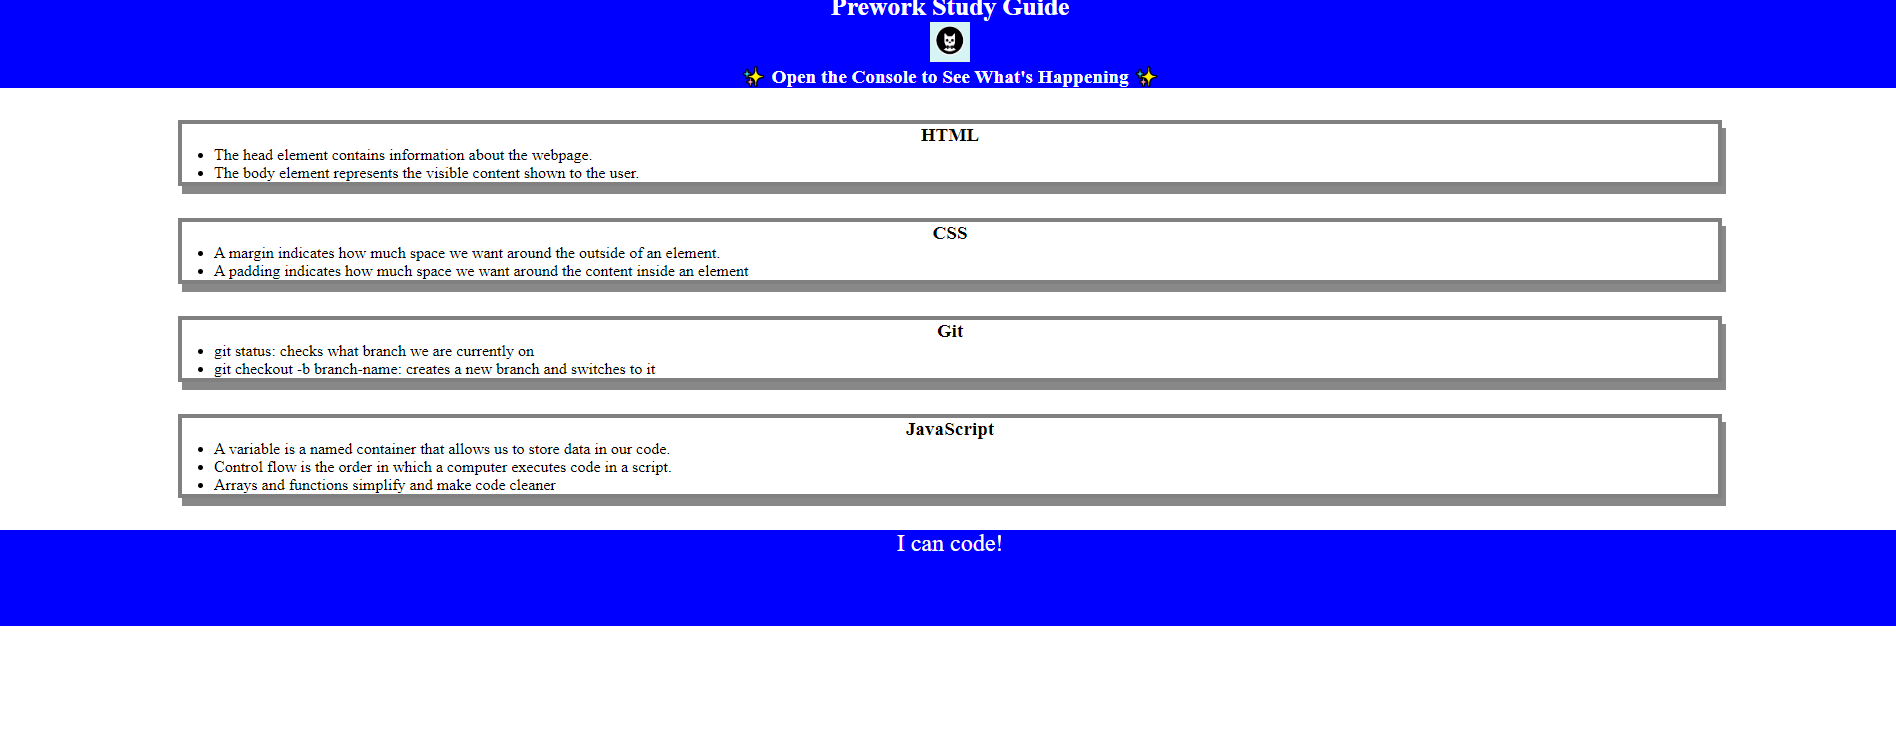 Prework Study Guide
✨ Open the Console to See What's Happening ✨
HTML
• The head element contains information about the webpage.
• The body element represents the visible content shown to the user.
CSS
• A margin indicates how much space we want around the outside of an element.
• A padding indicates how much space we want around the content inside an element
Git
• git status: checks what branch we are currently on
• git checkout -b branch-name: creates a new branch and switches to it
JavaScript
• A variable is a named container that allows us to store data in our code.
• Control flow is the order in which a computer executes code in a script.
• Arrays and functions simplify and make code cleaner
I can code!